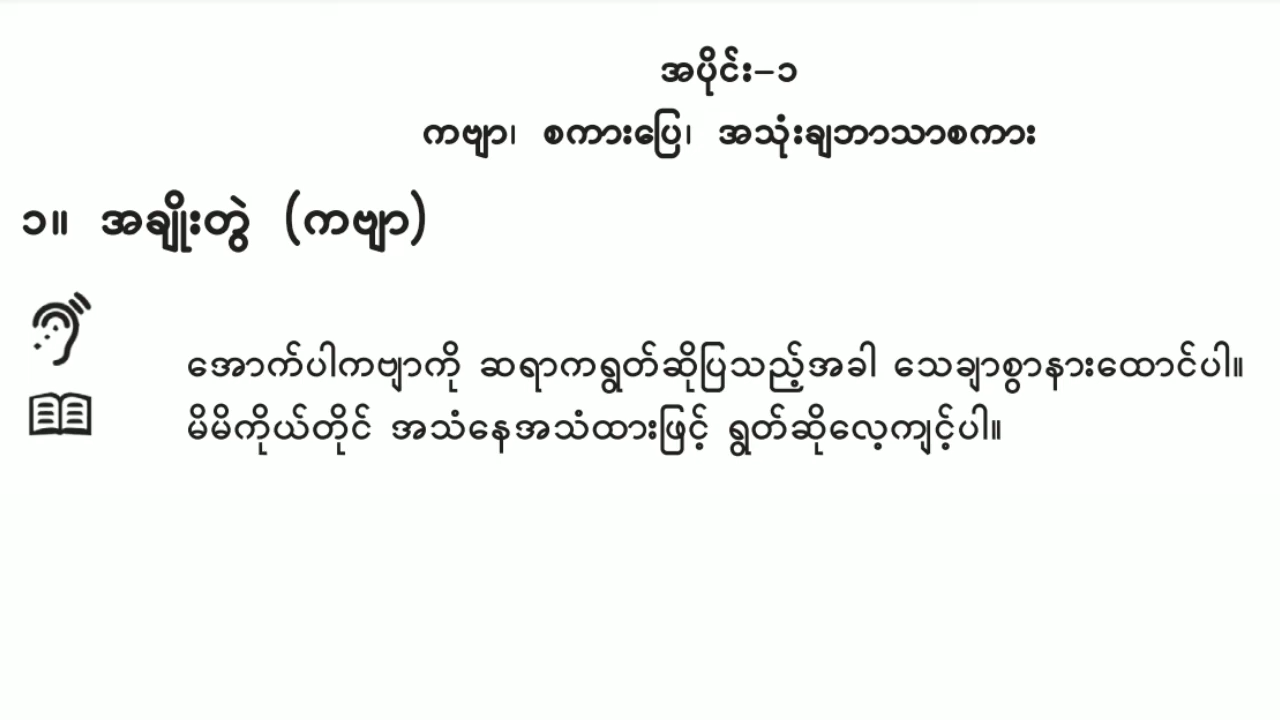 အပိုင်း−၁
ကဗျာ၊ စကားပြေ၊ အသုံးချဘာသာစကား
၁။ အချိုးတွဲ (ကဗျာ)
အောက်ပါကဗျာကို ဆရာကရွတ်ဆိုပြသည့်အခါ သေချာစွာနားထောင်ပါ။
မိမိကိုယ်တိုင် အသံနေအသံထားဖြင့် ရွတ်ဆိုလေ့ကျင့်ပါ။